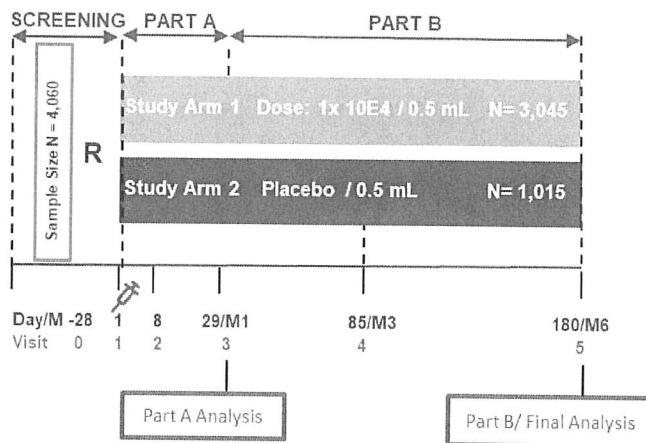 SCREENING PART A PART B
Sample Size N = 4,060
R
Study Arm 1 Dose: 1x 10E4 / 0.5 mL N= 3,045
Study Arm 2 Placebo / 0.5 mL N= 1,015
Day/M -28 1 8 29/M1 85/M3 180/M6
Visit 0 1 2 3 4 5
Part A Analysis
Part B/ Final Analysis